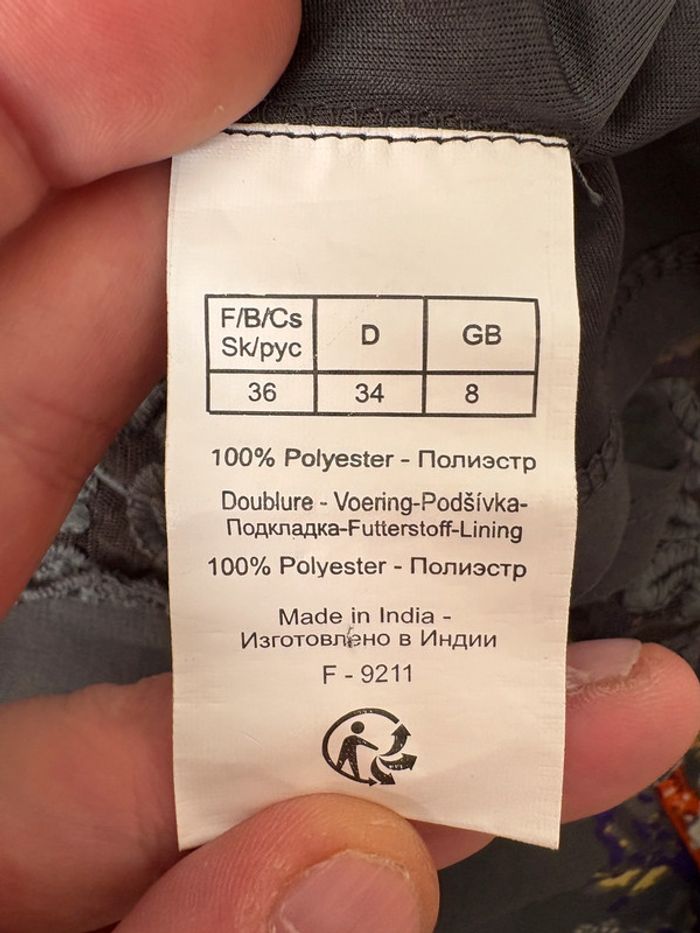 F/B/Cs D GB
Sk/рус
36 34 8
100% Polyester - Полиэстр
Doublure - Voering-Podšívka-
Подкладка-Futterstoff-Lining
100% Polyester - Полиэстр
Made in India -
Изготовлено в Индии
F - 9211